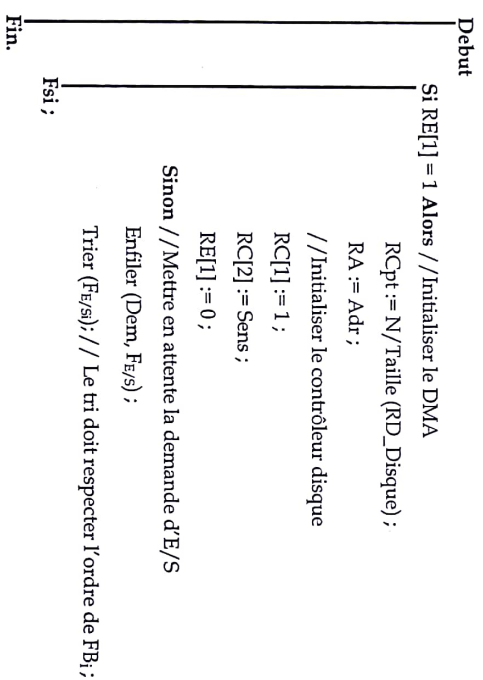 Debut
Si RE[1] = 1 Alors //Initialiser le DMA
RCpt := N/Taille (RD_Disque) ;
RA := Adr ;
//Initialiser le contrôleur disque
RC[1] := 1 ;
RC[2] := Sens ;
RE[1] := 0 ;
Sinon //Mettre en attente la demande d'E/S
Enfiler (Dem, FE/S) ;
Trier (FE/Si); // Le tri doit respecter l'ordre de FBi ;
Fsi ;
Fin.